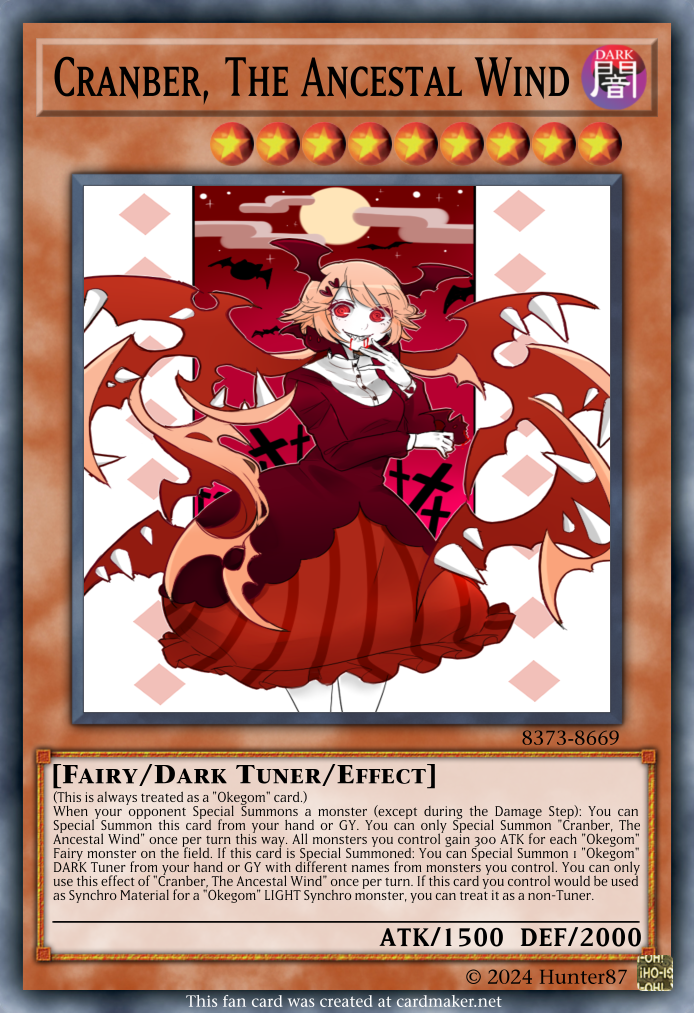 Cranber, The Ancestal Wind
DARK
闇
8373-8669
[Fairy/Dark Tuner/Effect]
(This is always treated as a "Okegom" card.)
When your opponent Special Summons a monster (except during the Damage Step): You can
Special Summon this card from your hand or GY. You can only Special Summon "Cranber, The
Ancestal Wind" once per turn this way. All monsters you control gain 300 ATK for each "Okegom"
Fairy monster on the field. If this card is Special Summoned: You can Special Summon 1 "Okegom"
DARK Tuner from your hand or GY with different names from monsters you control. You can only
use this effect of "Cranber, The Ancestal Wind" once per turn. If this card you control would be used
as Synchro Material for a "Okegom" LIGHT Synchro monster, you can treat it as a non-Tuner.
ATK/1500 DEF/2000
© 2024 Hunter87
This fan card was created at cardmaker.net